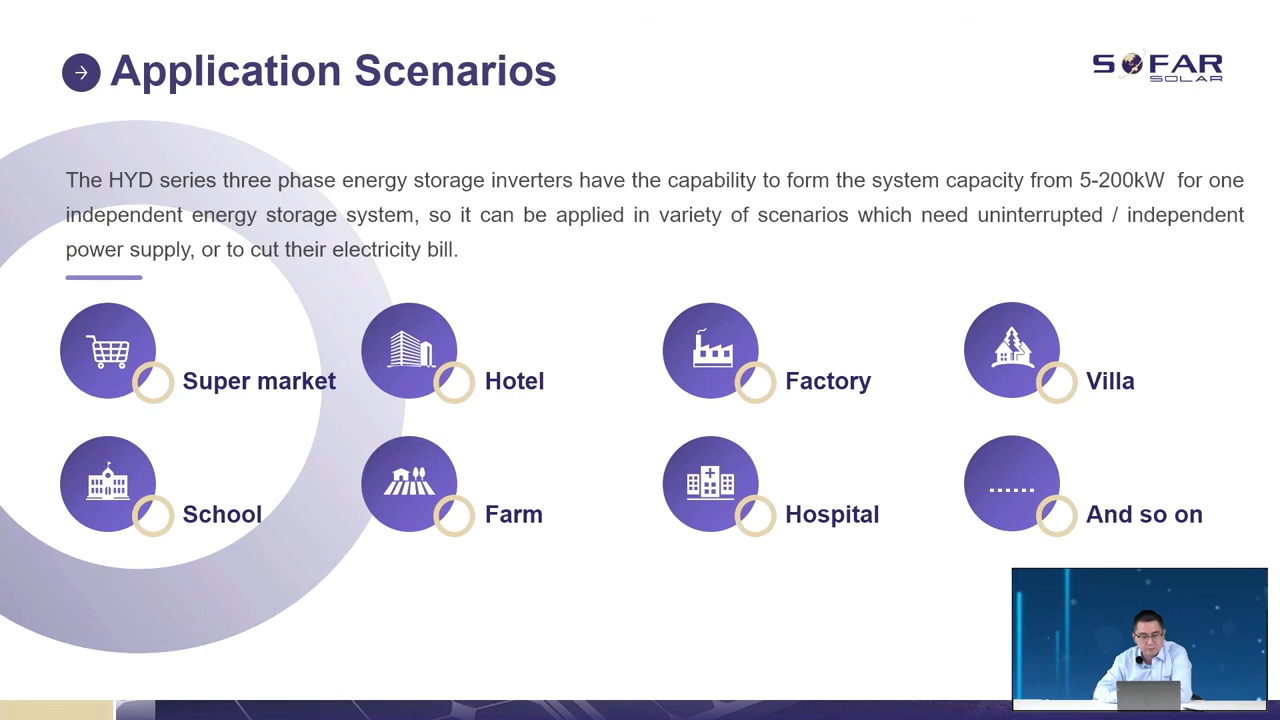 Application Scenarios
SOFAR
SOLAR
The HYD series three phase energy storage inverters have the capability to form the system capacity from 5-200kW for one
independent energy storage system, so it can be applied in variety of scenarios which need uninterrupted / independent
power supply, or to cut their electricity bill.
Super market
Hotel
Factory
Villa
School
Farm
Hospital
......
And so on